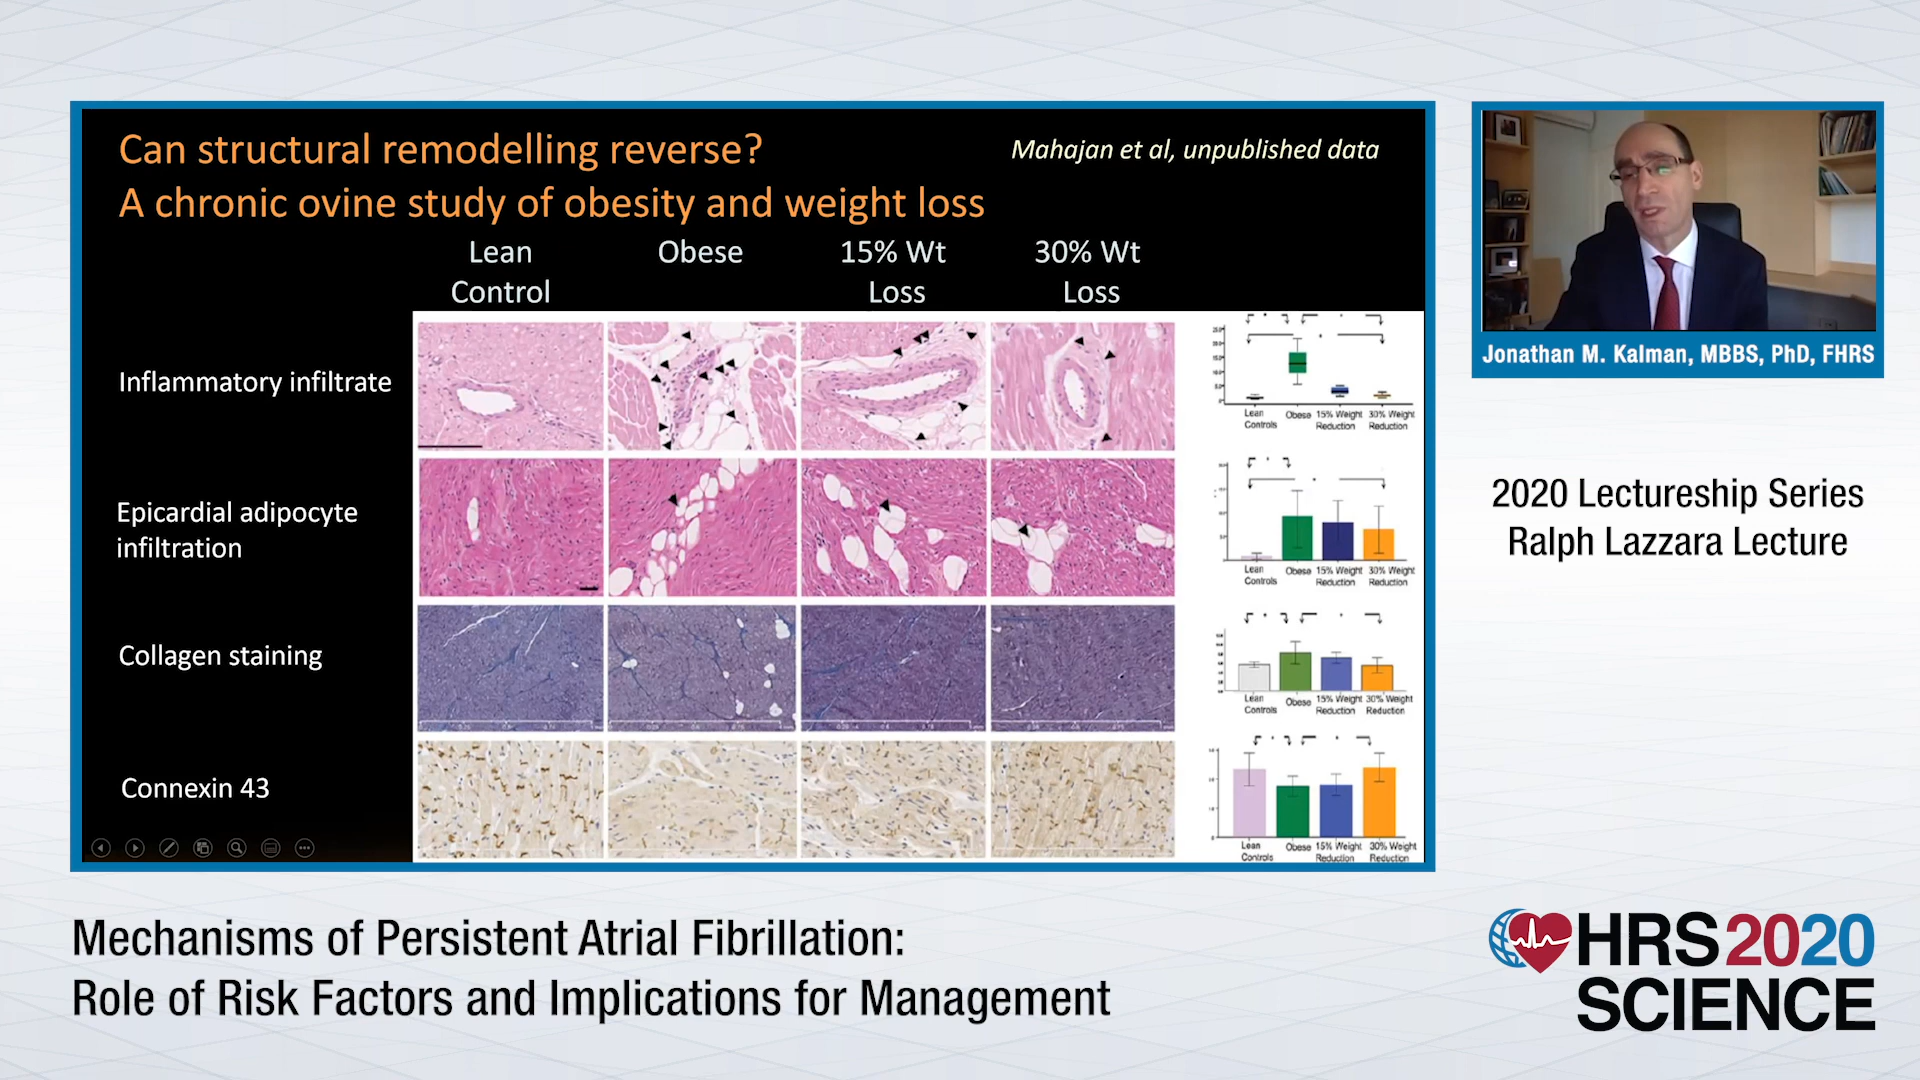 Can structural remodelling reverse?
Mahajan et al, unpublished data
A chronic ovine study of obesity and weight loss
Lean Control
Obese
15% Wt Loss
30% Wt Loss
Inflammatory infiltrate
Lean Controls
Obese
15% Weight Reduction
30% Weight Reduction
Epicardial adipocyte
infiltration
Lean Controls
Obese
15% Weight Reduction
30% Weight Reduction
Collagen staining
Lean Controls
Obese
15% Weight Reduction
30% Weight Reduction
Connexin 43
Lean Controls
Obese
15% Weight Reduction
30% Weight Reduction
Jonathan M. Kalman, MBBS, PhD, FHRS
2020 Lectureship Series
Ralph Lazzara Lecture
Mechanisms of Persistent Atrial Fibrillation:
Role of Risk Factors and Implications for Management
HRS2020
SCIENCE